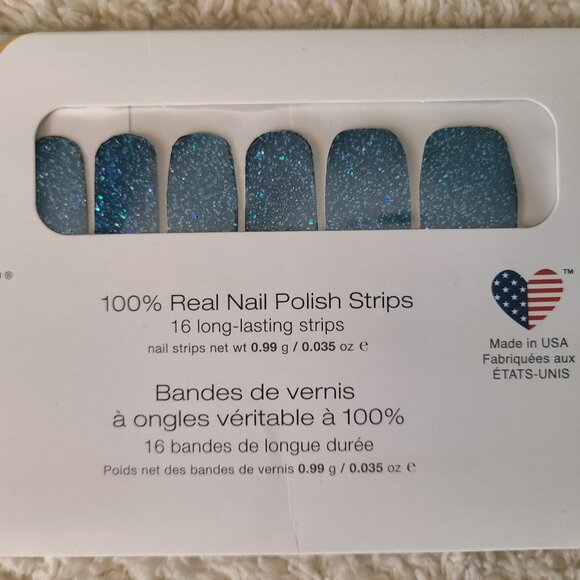 ®
100% Real Nail Polish Strips
16 long-lasting strips
nail strips net wt 0.99 g / 0.035 oz ℮
™
Made in USA
Fabriquées aux
ÉTATS-UNIS
Bandes de vernis
à ongles véritable à 100%
16 bandes de longue durée
Poids net des bandes de vernis 0.99 g / 0.035 oz ℮